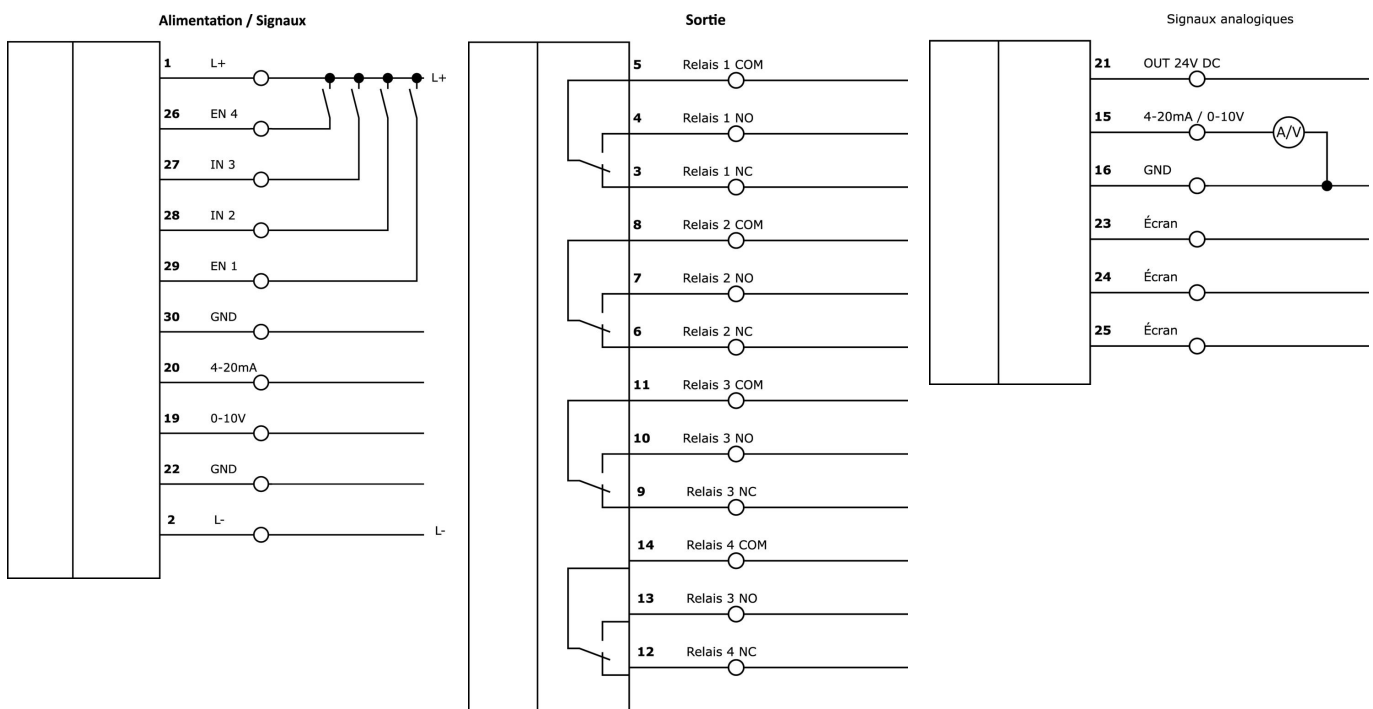 Alimentation / Signaux
1 L+
L+
26 EN 4
27 IN 3
28 IN 2
29 EN 1
30 GND
20 4-20mA
19 0-10V
22 GND
2 L-
L-
Sortie
5 Relais 1 COM
4 Relais 1 NO
3 Relais 1 NC
8 Relais 2 COM
7 Relais 2 NO
6 Relais 2 NC
11 Relais 3 COM
10 Relais 3 NO
9 Relais 3 NC
14 Relais 4 COM
13 Relais 3 NO
12 Relais 4 NC
Signaux analogiques
21 OUT 24V DC
15 4-20mA / 0-10V
A/V
16 GND
23 Écran
24 Écran
25 Écran